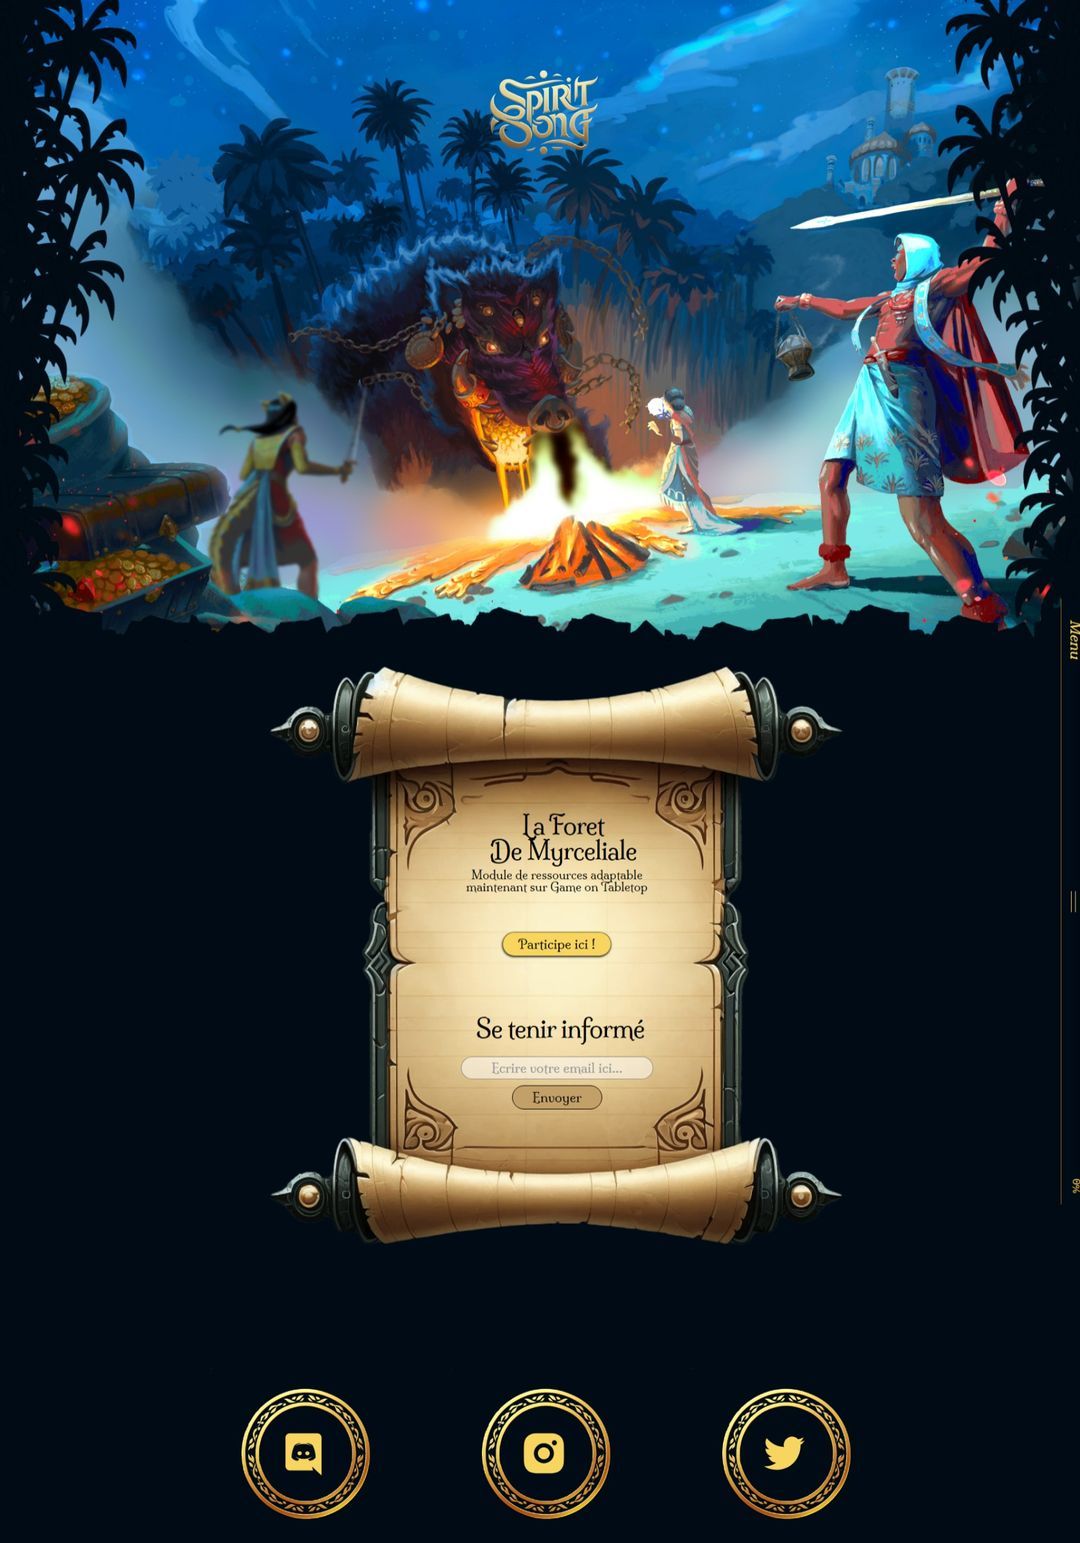 SPIRIT
SONG
Menu
La Foret
De Myrceliale
Module de ressources adaptable
maintenant sur Game on Tabletop
Participe ici !
Se tenir informé
Ecrire votre email ici...
Envoyer
0%